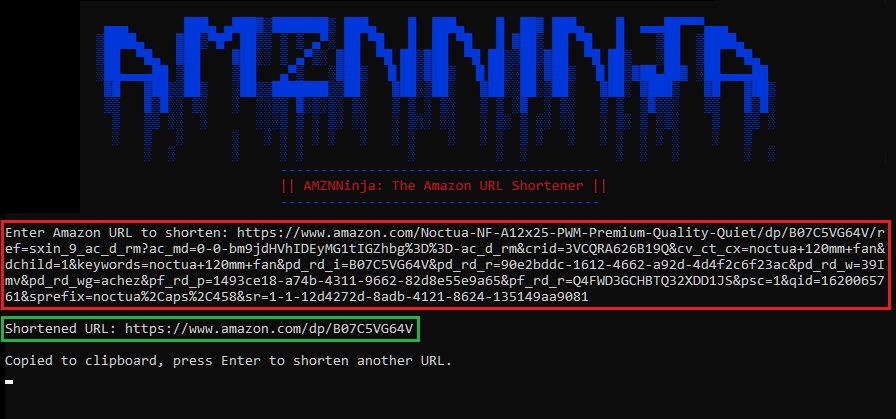 AMZNNinja
|| AMZNNinja: The Amazon URL Shortener ||
Enter Amazon URL to shorten: https://www.amazon.com/Noctua-NF-A12x25-PWM-Premium-Quality-Quiet/dp/B07C5VG64V/r
ef=sxin_9_ac_d_rm?ac_md=0-0-bm9jdHVhIDEyMG1tIGZhbg%3D%3D-ac_d_rm&crid=3VCQRA626B19Q&cv_ct_cx=noctua+120mm+fan&
dchild=1&keywords=noctua+120mm+fan&pd_rd_i=B07C5VG64V&pd_rd_r=90e2bddc-1612-4662-a92d-4d4f2c6f23ac&pd_rd_w=39I
mv&pd_rd_wg=achez&pf_rd_p=1493ce18-a74b-4311-9662-82d8e55e9a65&pf_rd_r=Q4FWD3GCHBTQ32XDD1JS&psc=1&qid=16200657
61&sprefix=noctua%2Caps%2C458&sr=1-1-12d4272d-8adb-4121-8624-135149aa9081
Shortened URL: https://www.amazon.com/dp/B07C5VG64V
Copied to clipboard, press Enter to shorten another URL.